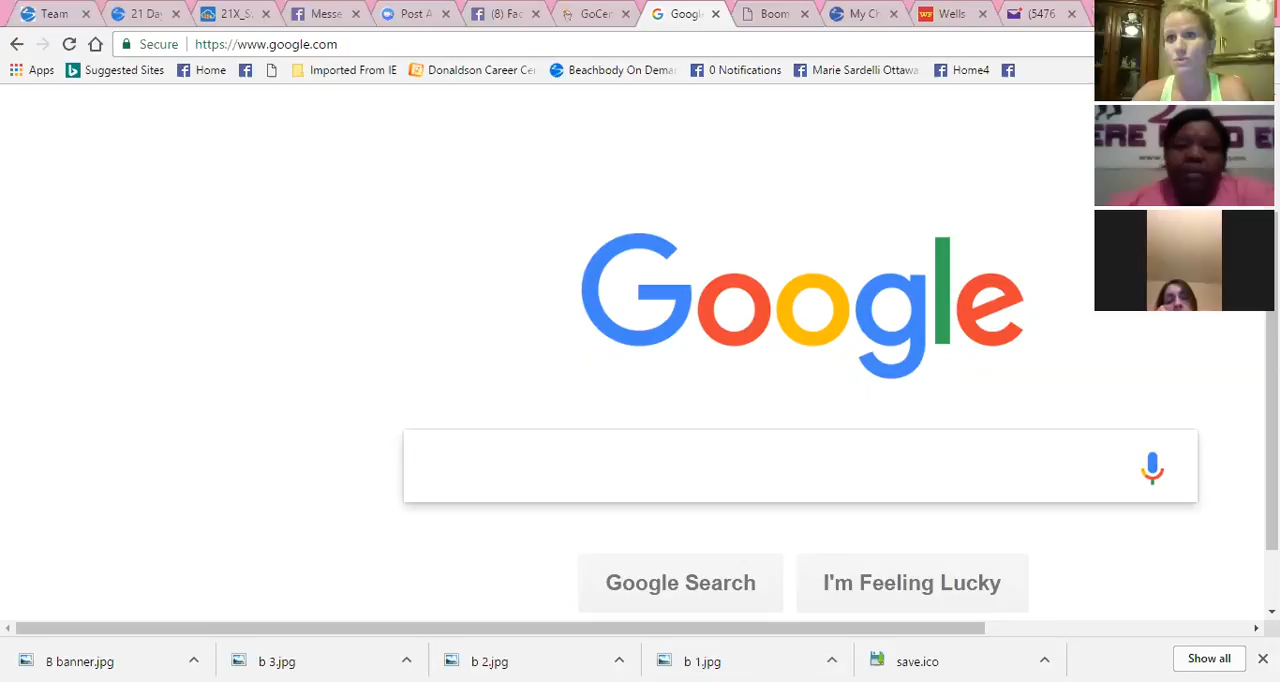 Team
21 Day
21X_S
Messe
Post A
(8) Fac
GoCer
Googl
Boom
My Ch
Wells
(5476
Secure
https://www.google.com
Apps
Suggested Sites
Home
Imported From IE
Donaldson Career Ce
Beachbody On Dema
0 Notifications
Marie Sardelli Ottawa
Home4
ERE
Google
Google Search
I'm Feeling Lucky
B banner.jpg
b 3.jpg
b 2.jpg
b 1.jpg
save.ico
Show all